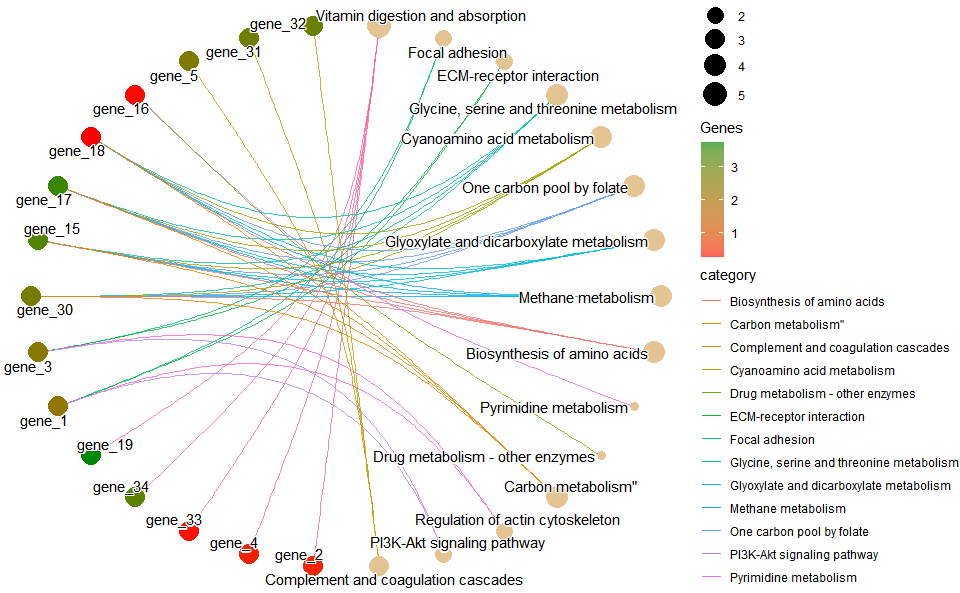 gene_32
Vitamin digestion and absorption
gene_31
Focal adhesion
gene_5
ECM-receptor interaction
gene_16
Glycine, serine and threonine metabolism
gene_18
Cyanoamino acid metabolism
gene_17
One carbon pool by folate
gene_15
Glyoxylate and dicarboxylate metabolism
gene_30
Methane metabolism
gene_3
Biosynthesis of amino acids
gene_1
Pyrimidine metabolism
gene_19
Drug metabolism - other enzymes
gene_34
Carbon metabolism"
gene_33
Regulation of actin cytoskeleton
gene_4
PI3K-Akt signaling pathway
gene_2
Complement and coagulation cascades
2
3
4
5
Genes
3
2
1
category
Biosynthesis of amino acids
Carbon metabolism"
Complement and coagulation cascades
Cyanoamino acid metabolism
Drug metabolism - other enzymes
ECM-receptor interaction
Focal adhesion
Glycine, serine and threonine metabolism
Glyoxylate and dicarboxylate metabolism
Methane metabolism
One carbon pool by folate
PI3K-Akt signaling pathway
Pyrimidine metabolism